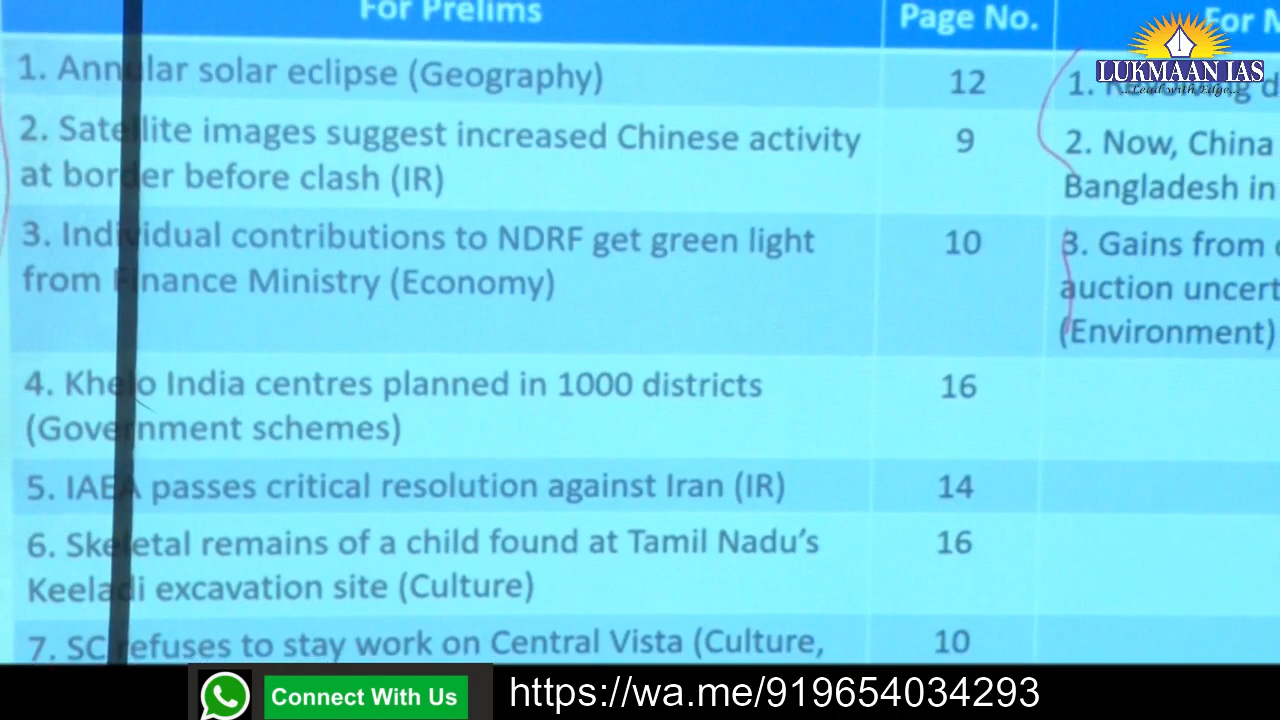 For Prelims
Page No.
For M
LUKMAAN IAS
...Lead with Edge...
1. Annular solar eclipse (Geography)
12
1.
2. Satellite images suggest increased Chinese activity
at border before clash (IR)
9
2. Now, China
Bangladesh in
3. Individual contributions to NDRF get green light
from Finance Ministry (Economy)
10
3. Gains from
auction uncert
(Environment)
4. Khelo India centres planned in 1000 districts
(Government schemes)
16
5. IAEA passes critical resolution against Iran (IR)
14
6. Skeletal remains of a child found at Tamil Nadu's
Keeladi excavation site (Culture)
16
7. SC refuses to stay work on Central Vista (Culture,
10
Connect With Us
https://wa.me/919654034293